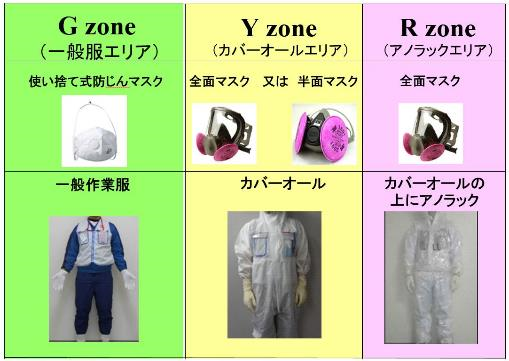 G zone
（一般服エリア）
Y zone
（カバーオールエリア）
R zone
（アノラックエリア）
使い捨て式防じんマスク
全面マスク　又は　半面マスク
全面マスク
一般作業服
カバーオール
カバーオールの
上にアノラック